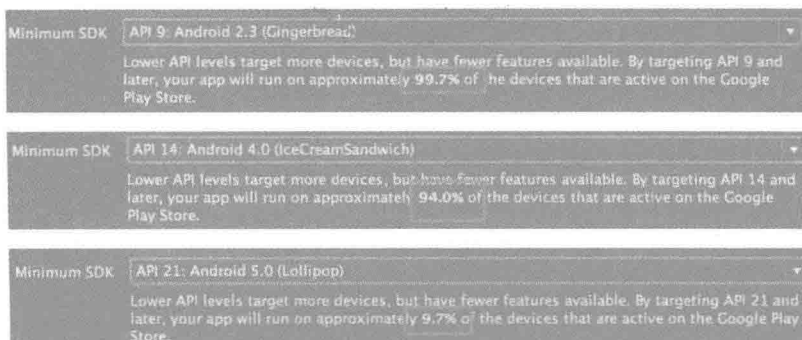 Minimum SDK API 9: Android 2.3 (Gingerbread)
Lower API levels target more devices, but have fewer features available. By targeting API 9 and
later, your app will run on approximately 99.7% of the devices that are active on the Google
Play Store.
Minimum SDK API 14: Android 4.0 (IceCreamSandwich)
Lower API levels target more devices, but have fewer features available. By targeting API 14 and
later, your app will run on approximately 94.0% of the devices that are active on the Google
Play Store.
Minimum SDK API 21: Android 5.0 (Lollipop)
Lower API levels target more devices, but have fewer features available. By targeting API 21 and
later, your app will run on approximately 9.7% of the devices that are active on the Google Play
Store.